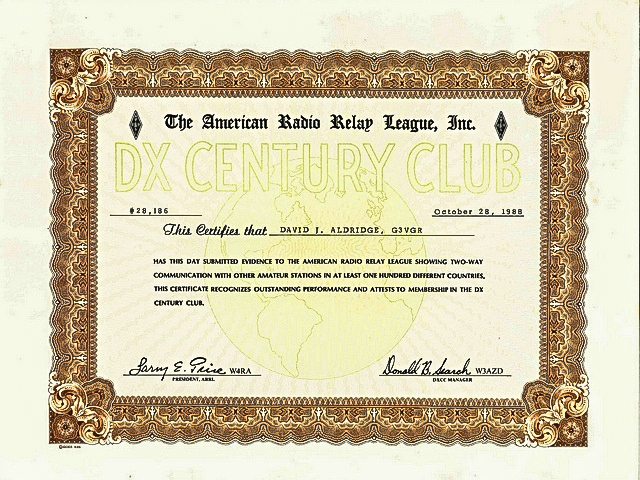 The American Radio Relay League, Inc.
DX CENTURY CLUB
#28,186
October 28, 1988
This Certifies that DAVID J. ALDRIDGE, G3VGR
HAS THIS DAY SUBMITTED EVIDENCE TO THE AMERICAN RADIO RELAY LEAGUE SHOWING TWO-WAY
COMMUNICATION WITH OTHER AMATEUR STATIONS IN AT LEAST ONE HUNDRED DIFFERENT COUNTRIES,
THIS CERTIFICATE RECOGNIZES OUTSTANDING PERFORMANCE AND ATTESTS TO MEMBERSHIP IN THE DX
CENTURY CLUB.
Larry E. Price W4RA
PRESIDENT, ARRL
Donald B. Search W3AZD
DXCC MANAGER